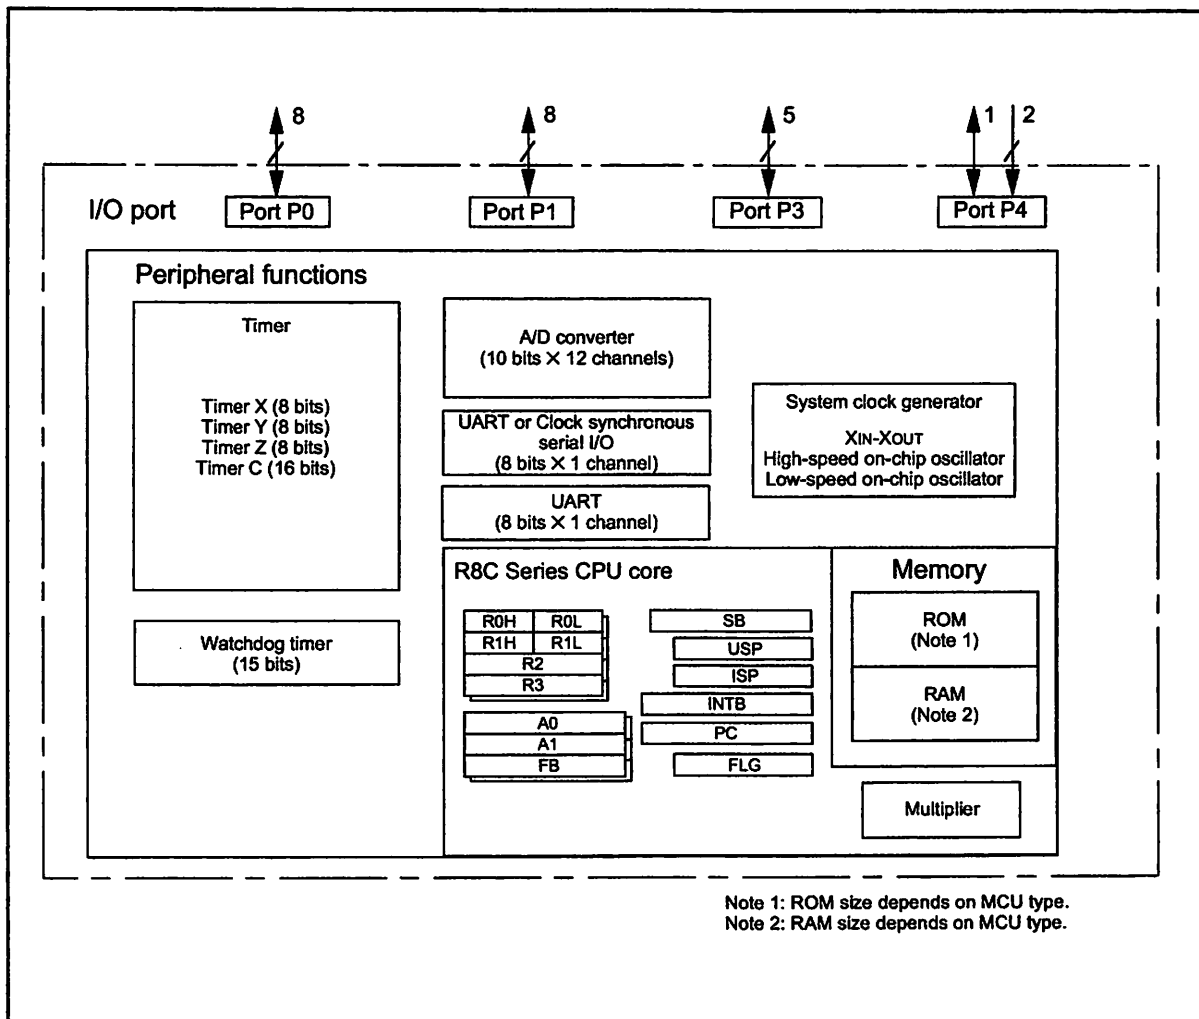 8
8
5
1
2
I/O port
Port P0
Port P1
Port P3
Port P4
Peripheral functions
Timer
Timer X (8 bits)
Timer Y (8 bits)
Timer Z (8 bits)
Timer C (16 bits)
Watchdog timer
(15 bits)
A/D converter
(10 bits × 12 channels)
UART or Clock synchronous
serial I/O
(8 bits × 1 channel)
UART
(8 bits × 1 channel)
System clock generator
XIN-XOUT
High-speed on-chip oscillator
Low-speed on-chip oscillator
R8C Series CPU core
R0H R0L
R1H R1L
R2
R3
A0
A1
FB
SB
USP
ISP
INTB
PC
FLG
Memory
ROM
(Note 1)
RAM
(Note 2)
Multiplier
Note 1: ROM size depends on MCU type.
Note 2: RAM size depends on MCU type.